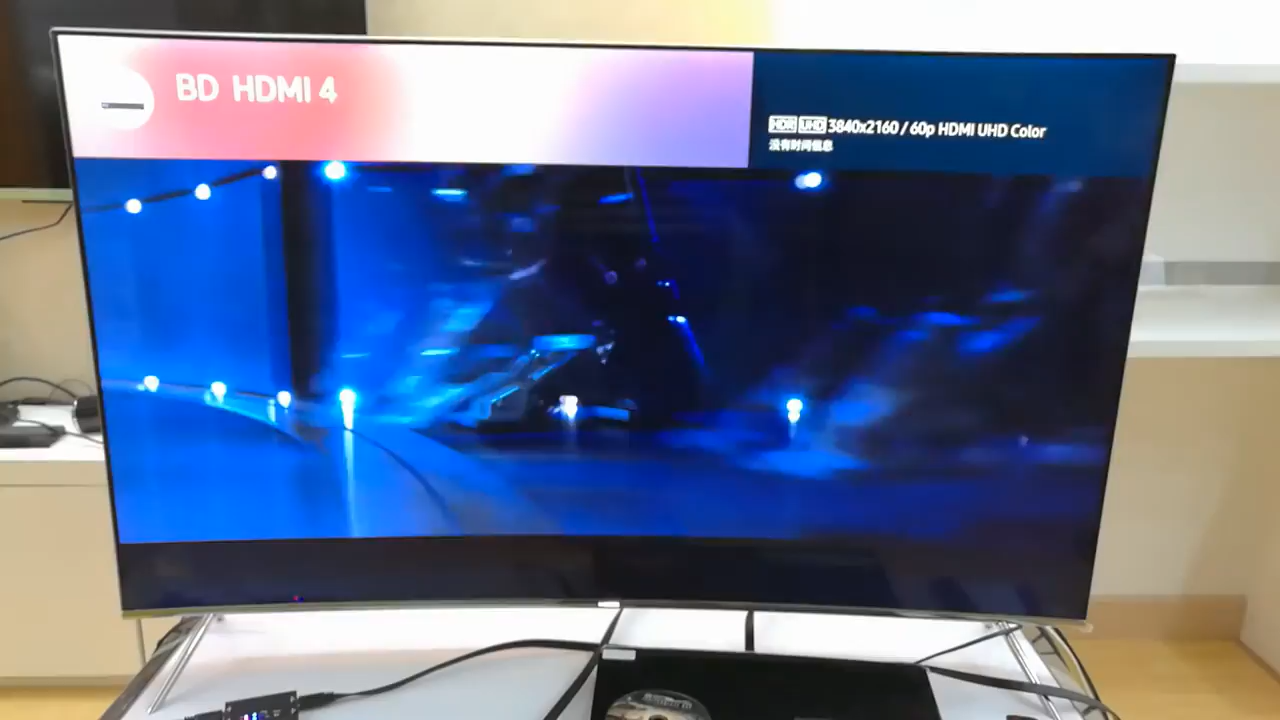 BD HDMI 4
HDR UHD 3840x2160 / 60p HDMI UHD Color
没有时间信息